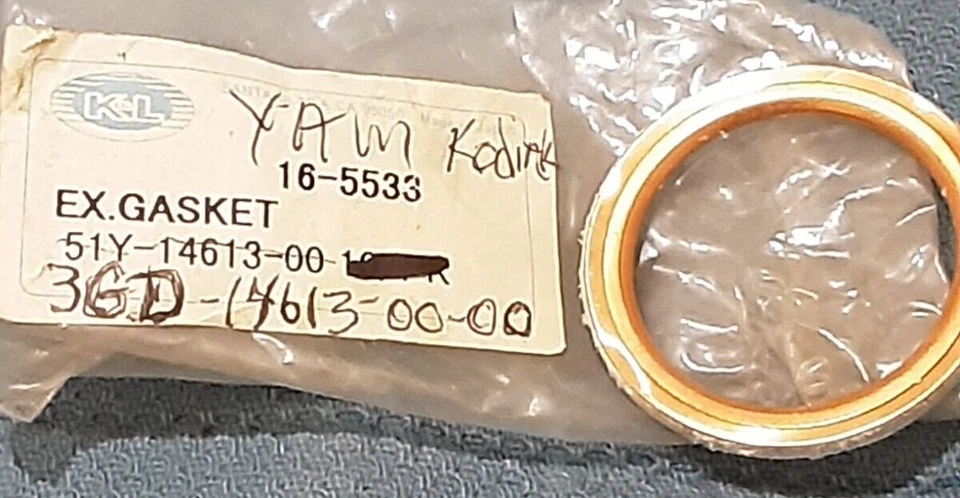 K&L
YAM Kodiak
16-5533
EX.GASKET
51Y-14613-00
3GD-14613-00-00